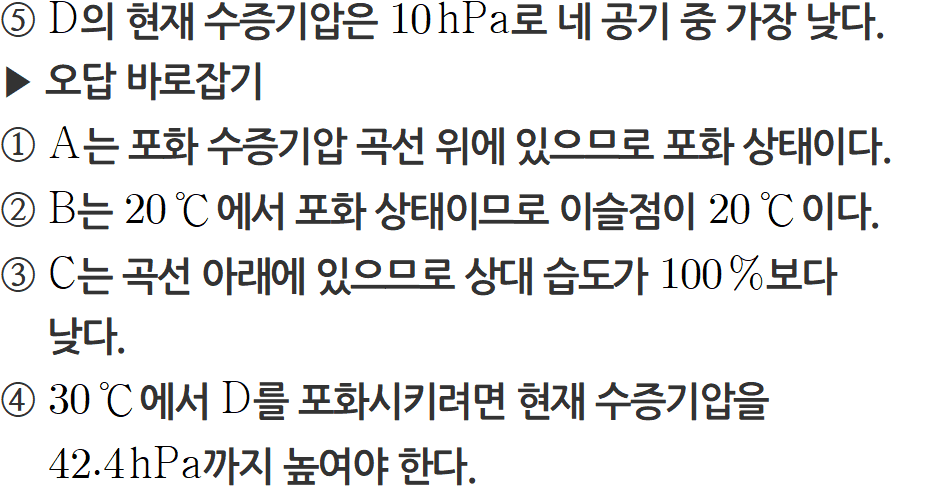 ⑤ D의 현재 수증기압은 10 hPa로 네 공기 중 가장 낮다.
▶ 오답 바로잡기
① A는 포화 수증기압 곡선 위에 있으므로 포화 상태이다.
② B는 20 ℃에서 포화 상태이므로 이슬점이 20 ℃이다.
③ C는 곡선 아래에 있으므로 상대 습도가 100 %보다
낮다.
④ 30 ℃에서 D를 포화시키려면 현재 수증기압을
42.4 hPa까지 높여야 한다.